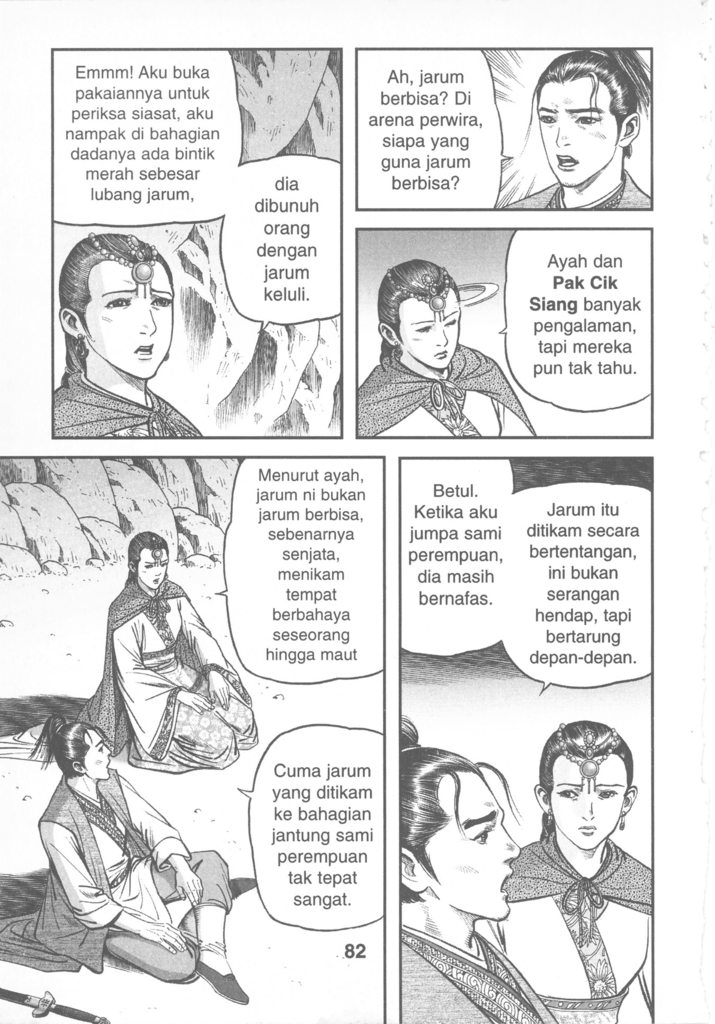 Emmm! Aku buka
pakaiannya untuk
periksa siasat, aku
nampak di bahagian
dadanya ada bintik
merah sebesar
lubang jarum,
dia
dibunuh
orang
dengan
jarum
keluli.
Ah, jarum
berbisa? Di
arena perwira,
siapa yang
guna jarum
berbisa?
Ayah dan
Pak Cik
Siang banyak
pengalaman,
tapi mereka
pun tak tahu.
Menurut ayah,
jarum ni bukan
jarum berbisa,
sebenarnya
senjata,
menikam
tempat
berbahaya
seseorang
hingga maut
Cuma jarum
yang ditikam
ke bahagian
jantung sami
perempuan
tak tepat
sangat.
Betul.
Ketika aku
jumpa sami
perempuan,
dia masih
bernafas.
Jarum itu
ditikam secara
bertentangan,
ini bukan
serangan
hendap, tapi
bertarung
depan-depan.
82